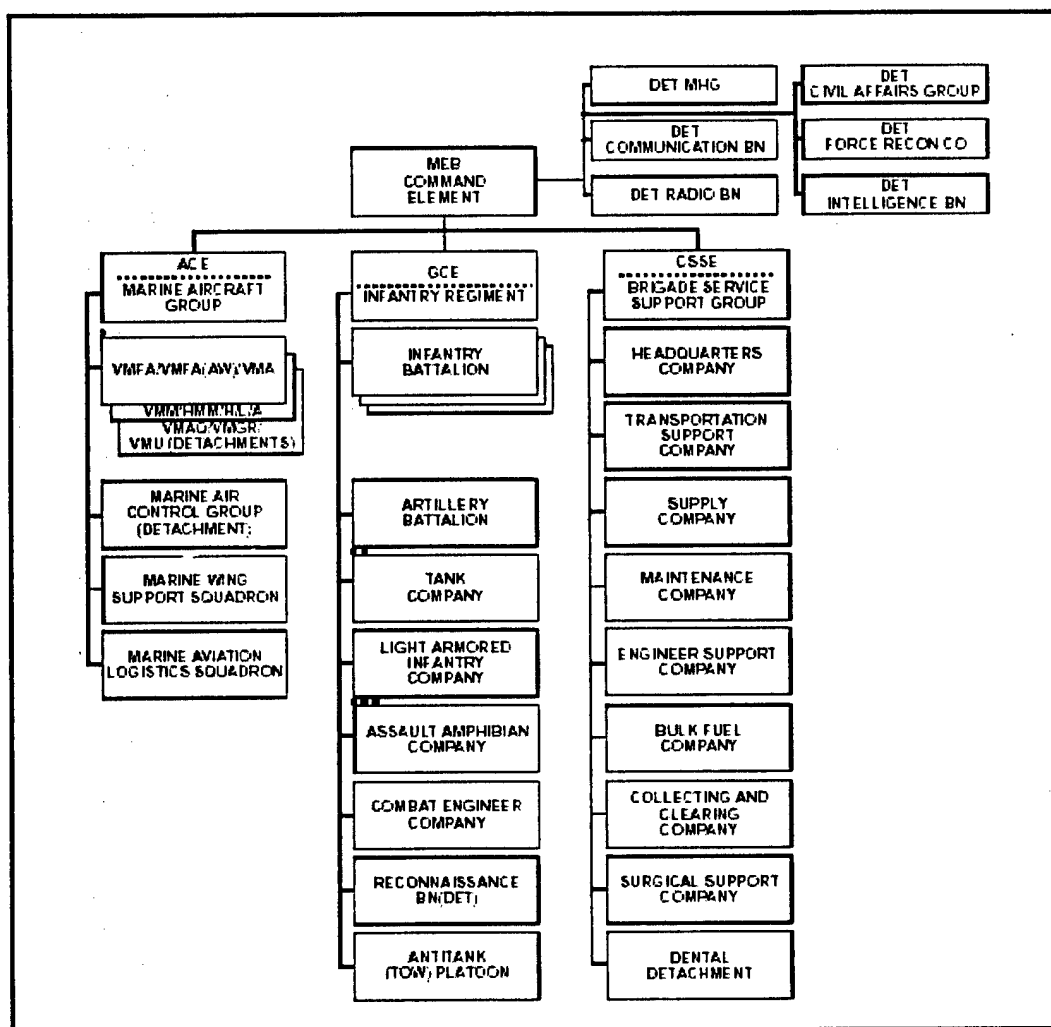 DET MHG
DET
CIVIL AFFAIRS GROUP
DET
COMMUNICATION BN
DET
FORCE RECON CO
DET RADIO BN
DET
INTELLIGENCE BN
MEB
COMMAND
ELEMENT
ACE
MARINE AIRCRAFT
GROUP
VMFA/VMFA(AW)/VMA
VMM/HMM/H/L/A
VMAQ/VMGR/
VMU (DETACHMENTS)
MARINE AIR
CONTROL GROUP
(DETACHMENT)
MARINE WING
SUPPORT SQUADRON
MARINE AVIATION
LOGISTICS SQUADRON
GCE
INFANTRY REGIMENT
INFANTRY
BATTALION
ARTILLERY
BATTALION
TANK
COMPANY
LIGHT ARMORED
INFANTRY
COMPANY
ASSAULT AMPHIBIAN
COMPANY
COMBAT ENGINEER
COMPANY
RECONNAISSANCE
BN(DET)
ANTITANK
(TOW) PLATOON
CSSE
BRIGADE SERVICE
SUPPORT GROUP
HEADQUARTERS
COMPANY
TRANSPORTATION
SUPPORT
COMPANY
SUPPLY
COMPANY
MAINTENANCE
COMPANY
ENGINEER SUPPORT
COMPANY
BULK FUEL
COMPANY
COLLECTING AND
CLEARING
COMPANY
SURGICAL SUPPORT
COMPANY
DENTAL
DETACHMENT